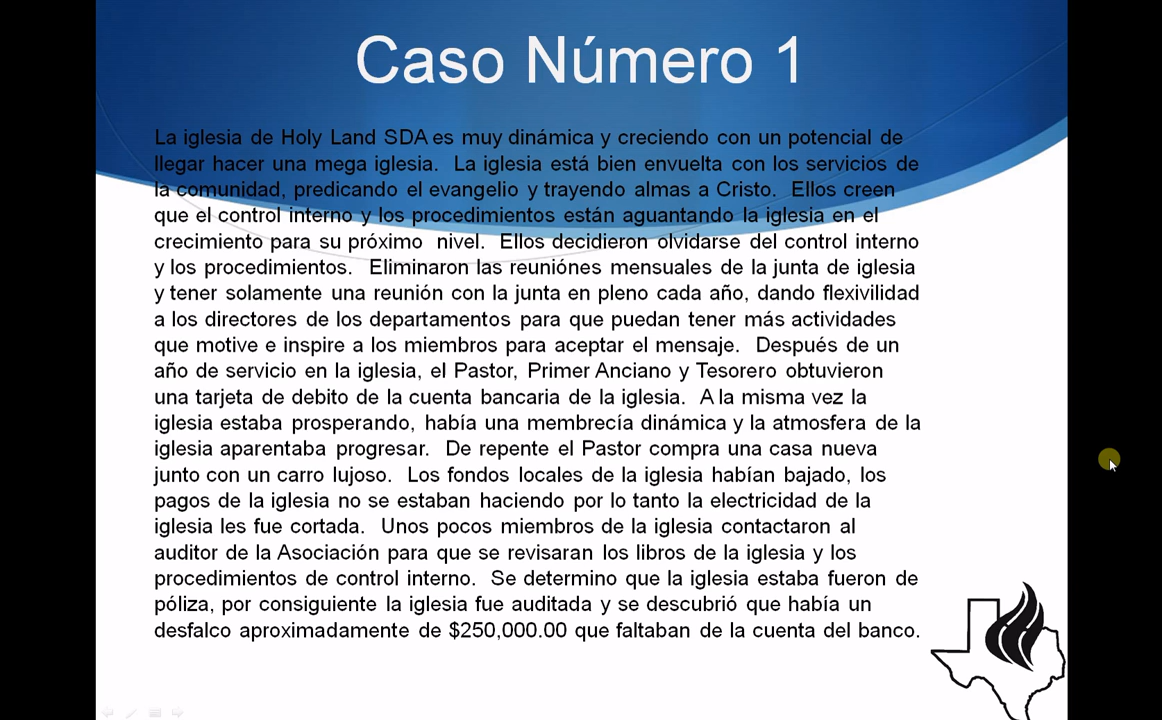 Caso Número 1
La iglesia de Holy Land SDA es muy dinámica y creciendo con un potencial de
llegar hacer una mega iglesia. La iglesia está bien envuelta con los servicios de
la comunidad, predicando el evangelio y trayendo almas a Cristo. Ellos creen
que el control interno y los procedimientos están aguantando la iglesia en el
crecimiento para su próximo nivel. Ellos decidieron olvidarse del control interno
y los procedimientos. Eliminaron las reuniónes mensuales de la junta de iglesia
y tener solamente una reunión con la junta en pleno cada año, dando flexivilidad
a los directores de los departamentos para que puedan tener más actividades
que motive e inspire a los miembros para aceptar el mensaje. Después de un
año de servicio en la iglesia, el Pastor, Primer Anciano y Tesorero obtuvieron
una tarjeta de debito de la cuenta bancaria de la iglesia. A la misma vez la
iglesia estaba prosperando, había una membrecía dinámica y la atmosfera de la
iglesia aparentaba progresar. De repente el Pastor compra una casa nueva
junto con un carro lujoso. Los fondos locales de la iglesia habían bajado, los
pagos de la iglesia no se estaban haciendo por lo tanto la electricidad de la
iglesia les fue cortada. Unos pocos miembros de la iglesia contactaron al
auditor de la Asociación para que se revisaran los libros de la iglesia y los
procedimientos de control interno. Se determino que la iglesia estaba fueron de
póliza, por consiguiente la iglesia fue auditada y se descubrió que había un
desfalco aproximadamente de $250,000.00 que faltaban de la cuenta del banco.